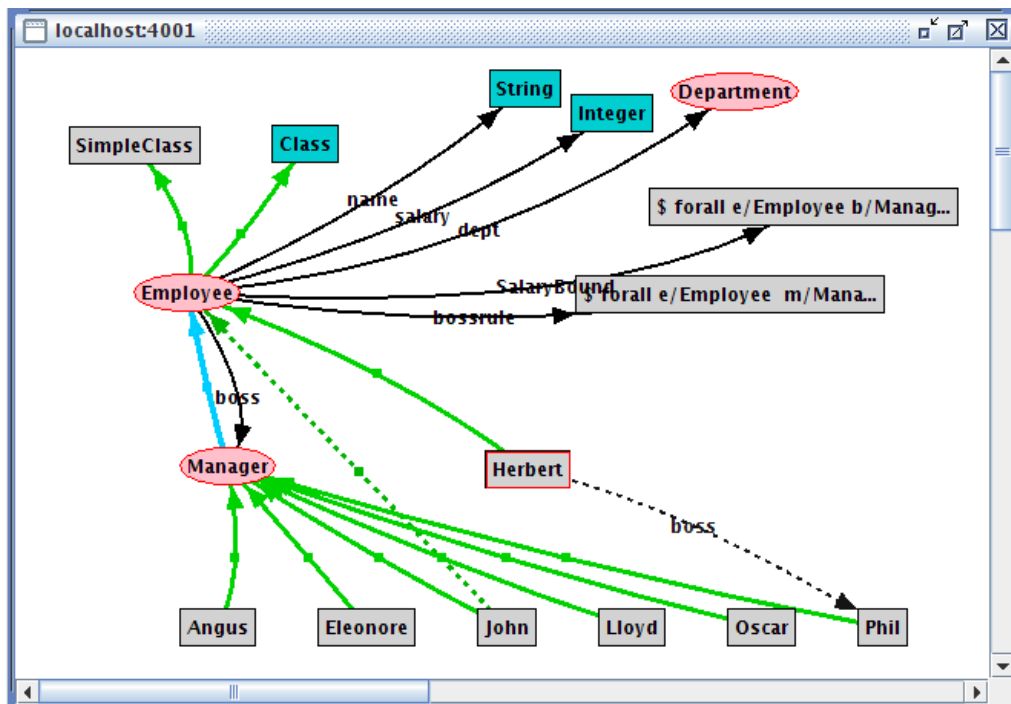 localhost:4001
String
Department
Integer
SimpleClass
Class
name
$ forall e/Employee b/Manag...
salary
dept
Employee
SalaryBound
$ forall e/Employee  m/Mana...
bossrule
boss
Manager
Herbert
boss
Angus
Eleonore
John
Lloyd
Oscar
Phil